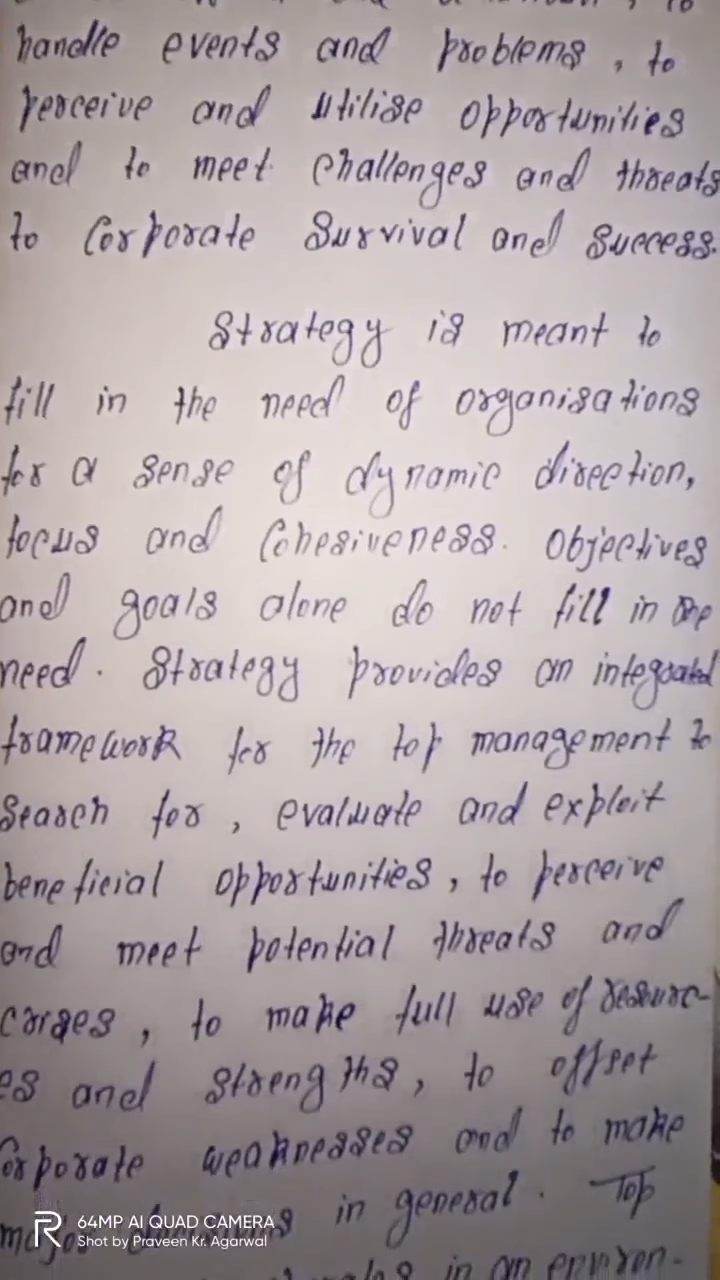 handle events and problems, to
perceive and utilise opportunities
and to meet challenges and threats
to Corporate Survival and Success.
Strategy is meant to
fill in the need of organisations
for a sense of dynamic direction,
focus and Cohesiveness. Objectives
and goals alone do not fill in the
need. Strategy provides an integrated
framework for the top management to
Search for, evaluate and exploit
beneficial opportunities, to perceive
and meet potential threats and
to make full use of resourc-
es and strengths, to offset
Corporate weaknesses and to make
major in general. Top
in an environ-
64MP AI QUAD CAMERA
Shot by Praveen Kr. Agarwal